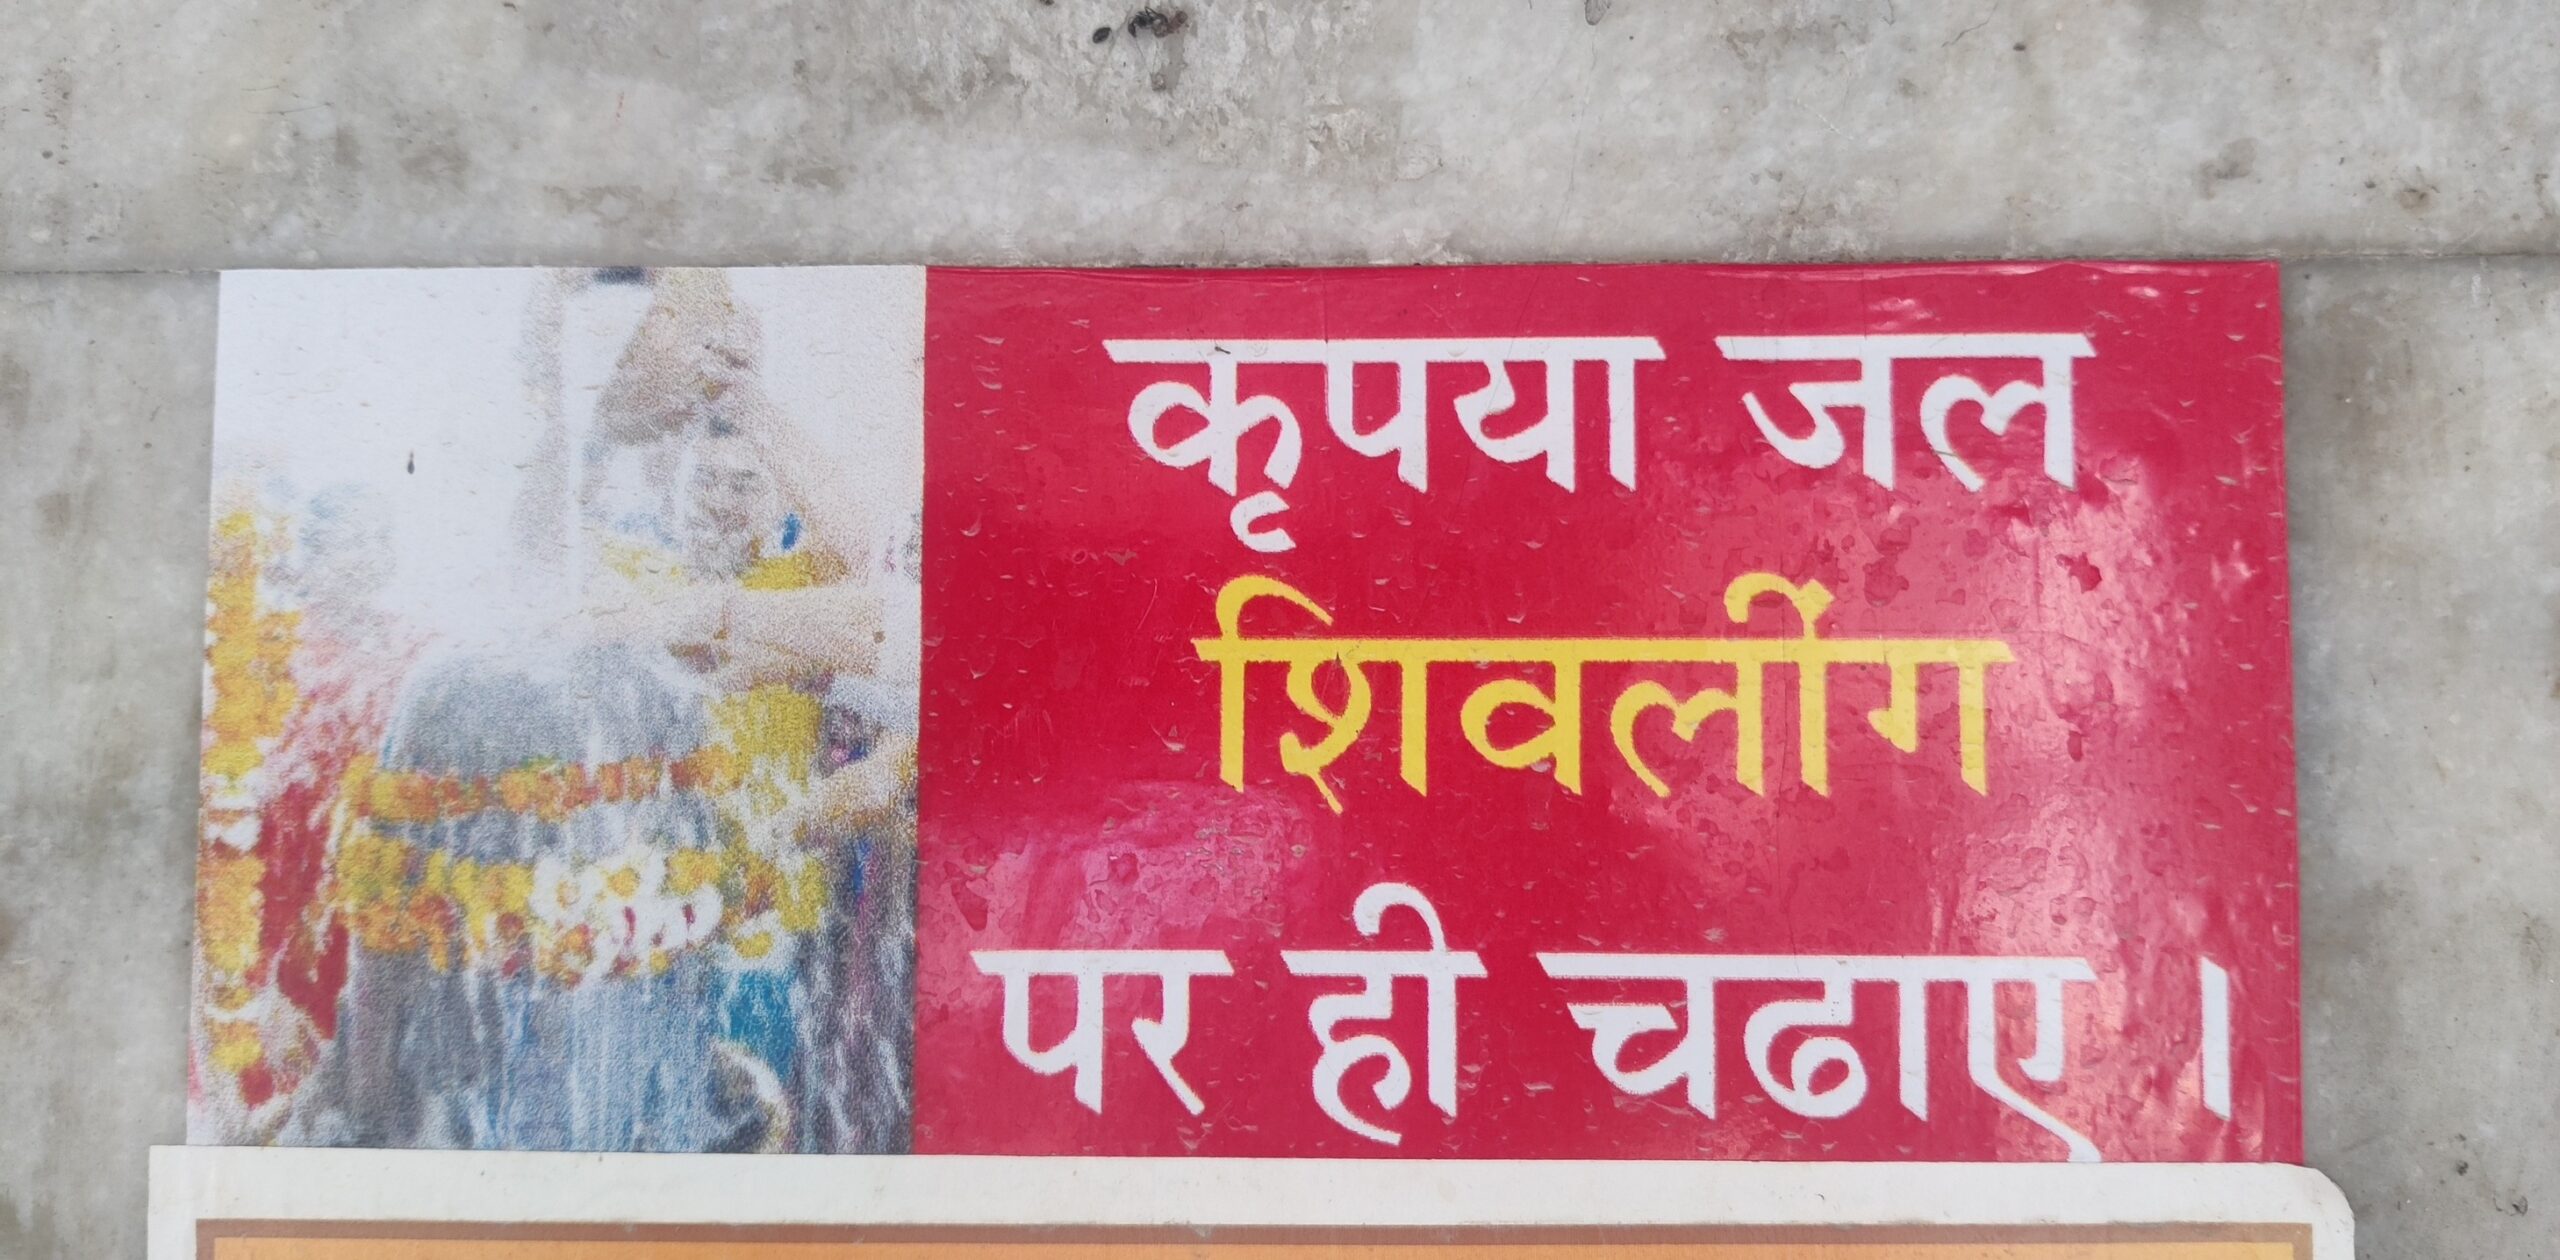 कृपया जल
शिवलींग
पर ही चढाए ।